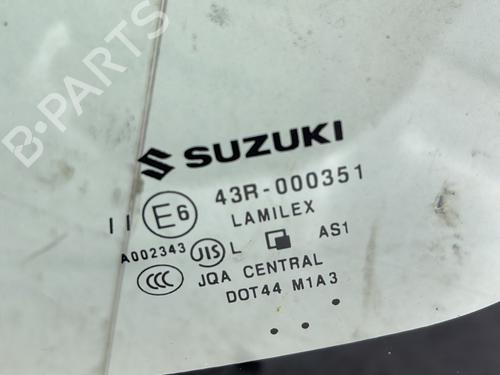 B-PARTS
SUZUKI
43R-000351
II E6 LAMILEX
A002343 JIS L AS1
CCC JQA CENTRAL
DOT44 M1A3